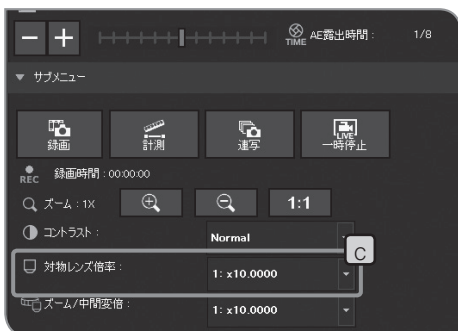 − + TIME AE露出時間: 1/8
▼ サブメニュー
録画 計測 連写 LIVE 一時停止
REC 録画時間: 00:00:00
ズーム: 1X 1:1
コントラスト: Normal
C
対物レンズ倍率: 1: x10.0000
ズーム/中間変倍: 1: x10.0000